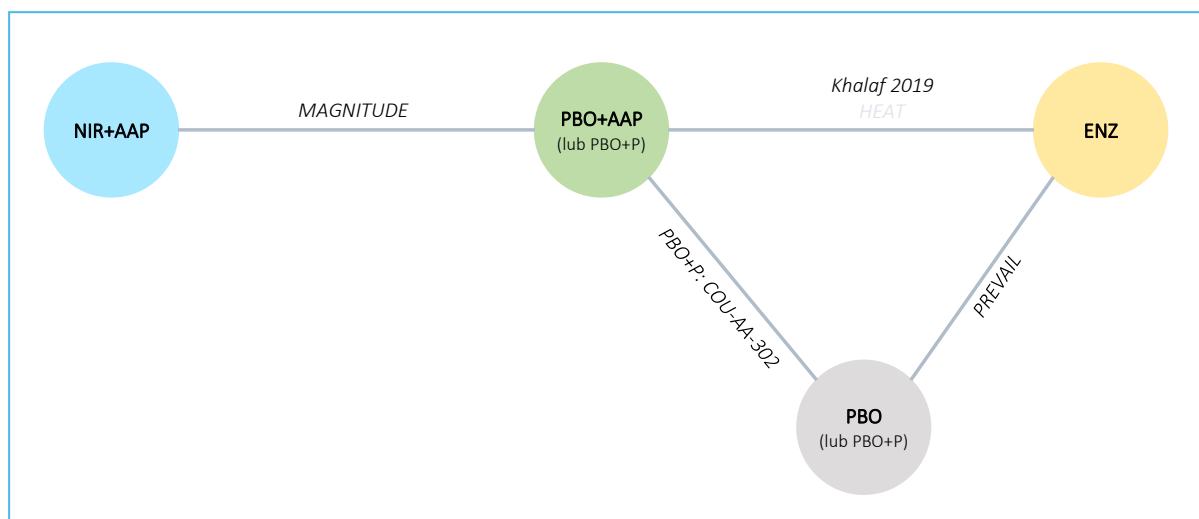 NIR+AAP
MAGNITUDE
PBO+AAP
(lub PBO+P)
Khalaf 2019
HEAT
ENZ
PBO+P: COU-AA-302
PREVAIL
PBO
(lub PBO+P)